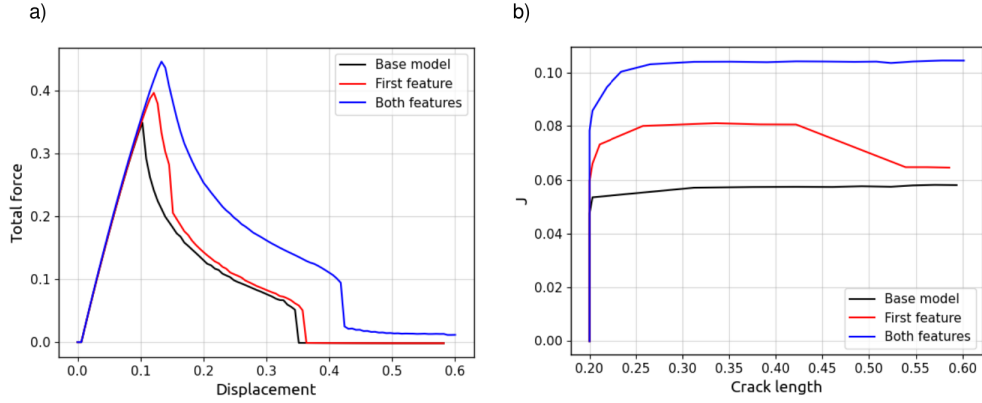 a)
Total force
0.4
0.3
0.2
0.1
0.0
0.0 0.1 0.2 0.3 0.4 0.5 0.6
Displacement
Base model
First feature
Both features
b)
J
0.10
0.08
0.06
0.04
0.02
0.00
0.20 0.25 0.30 0.35 0.40 0.45 0.50 0.55 0.60
Crack length
Base model
First feature
Both features